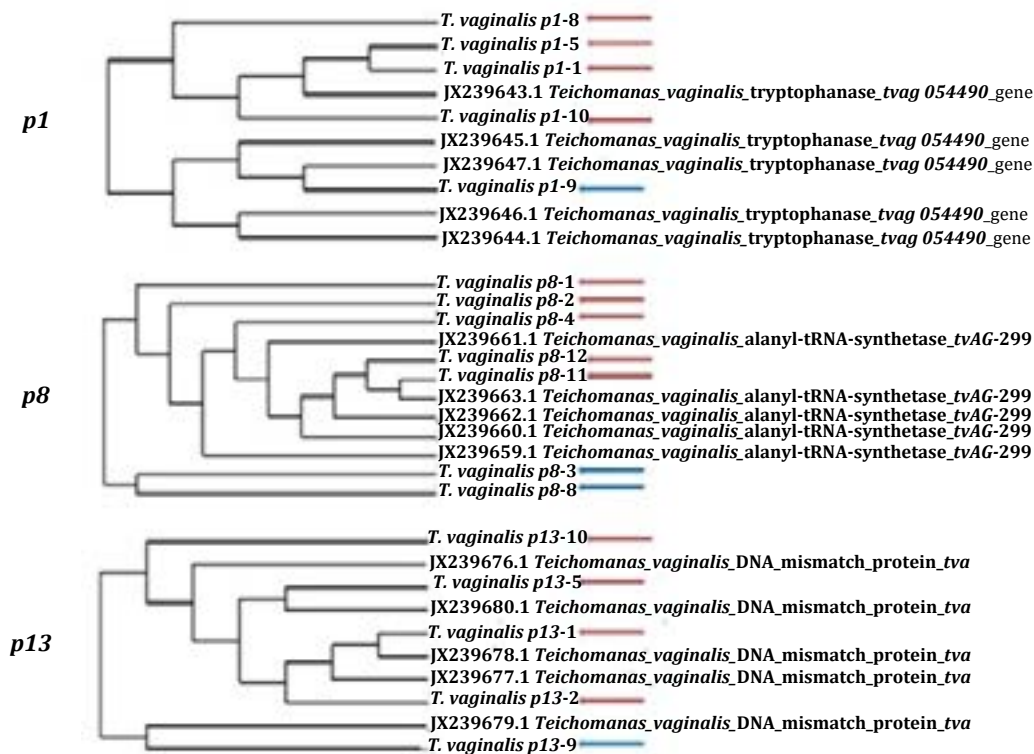 T. vaginalis p1-8
T. vaginalis p1-5
T. vaginalis p1-1
JX239643.1 Teichomanas_vaginalis_tryptophanase_tvag 054490_gene
T. vaginalis p1-10
p1
JX239645.1 Teichomanas_vaginalis_tryptophanase_tvag 054490_gene
JX239647.1 Teichomanas_vaginalis_tryptophanase_tvag 054490_gene
T. vaginalis p1-9
JX239646.1 Teichomanas_vaginalis_tryptophanase_tvag 054490_gene
JX239644.1 Teichomanas_vaginalis_tryptophanase_tvag 054490_gene
T. vaginalis p8-1
T. vaginalis p8-2
T. vaginalis p8-4
JX239661.1 Teichomanas_vaginalis_alanyl-tRNA-synthetase_tvAG-299
T. vaginalis p8-12
T. vaginalis p8-11
p8
JX239663.1 Teichomanas_vaginalis_alanyl-tRNA-synthetase_tvAG-299
JX239662.1 Teichomanas_vaginalis_alanyl-tRNA-synthetase_tvAG-299
JX239660.1 Teichomanas_vaginalis_alanyl-tRNA-synthetase_tvAG-299
JX239659.1 Teichomanas_vaginalis_alanyl-tRNA-synthetase_tvAG-299
T. vaginalis p8-3
T. vaginalis p8-8
T. vaginalis p13-10
JX239676.1 Teichomanas_vaginalis_DNA_mismatch_protein_tva
T. vaginalis p13-5
JX239680.1 Teichomanas_vaginalis_DNA_mismatch_protein_tva
T. vaginalis p13-1
p13
JX239678.1 Teichomanas_vaginalis_DNA_mismatch_protein_tva
JX239677.1 Teichomanas_vaginalis_DNA_mismatch_protein_tva
T. vaginalis p13-2
JX239679.1 Teichomanas_vaginalis_DNA_mismatch_protein_tva
T. vaginalis p13-9